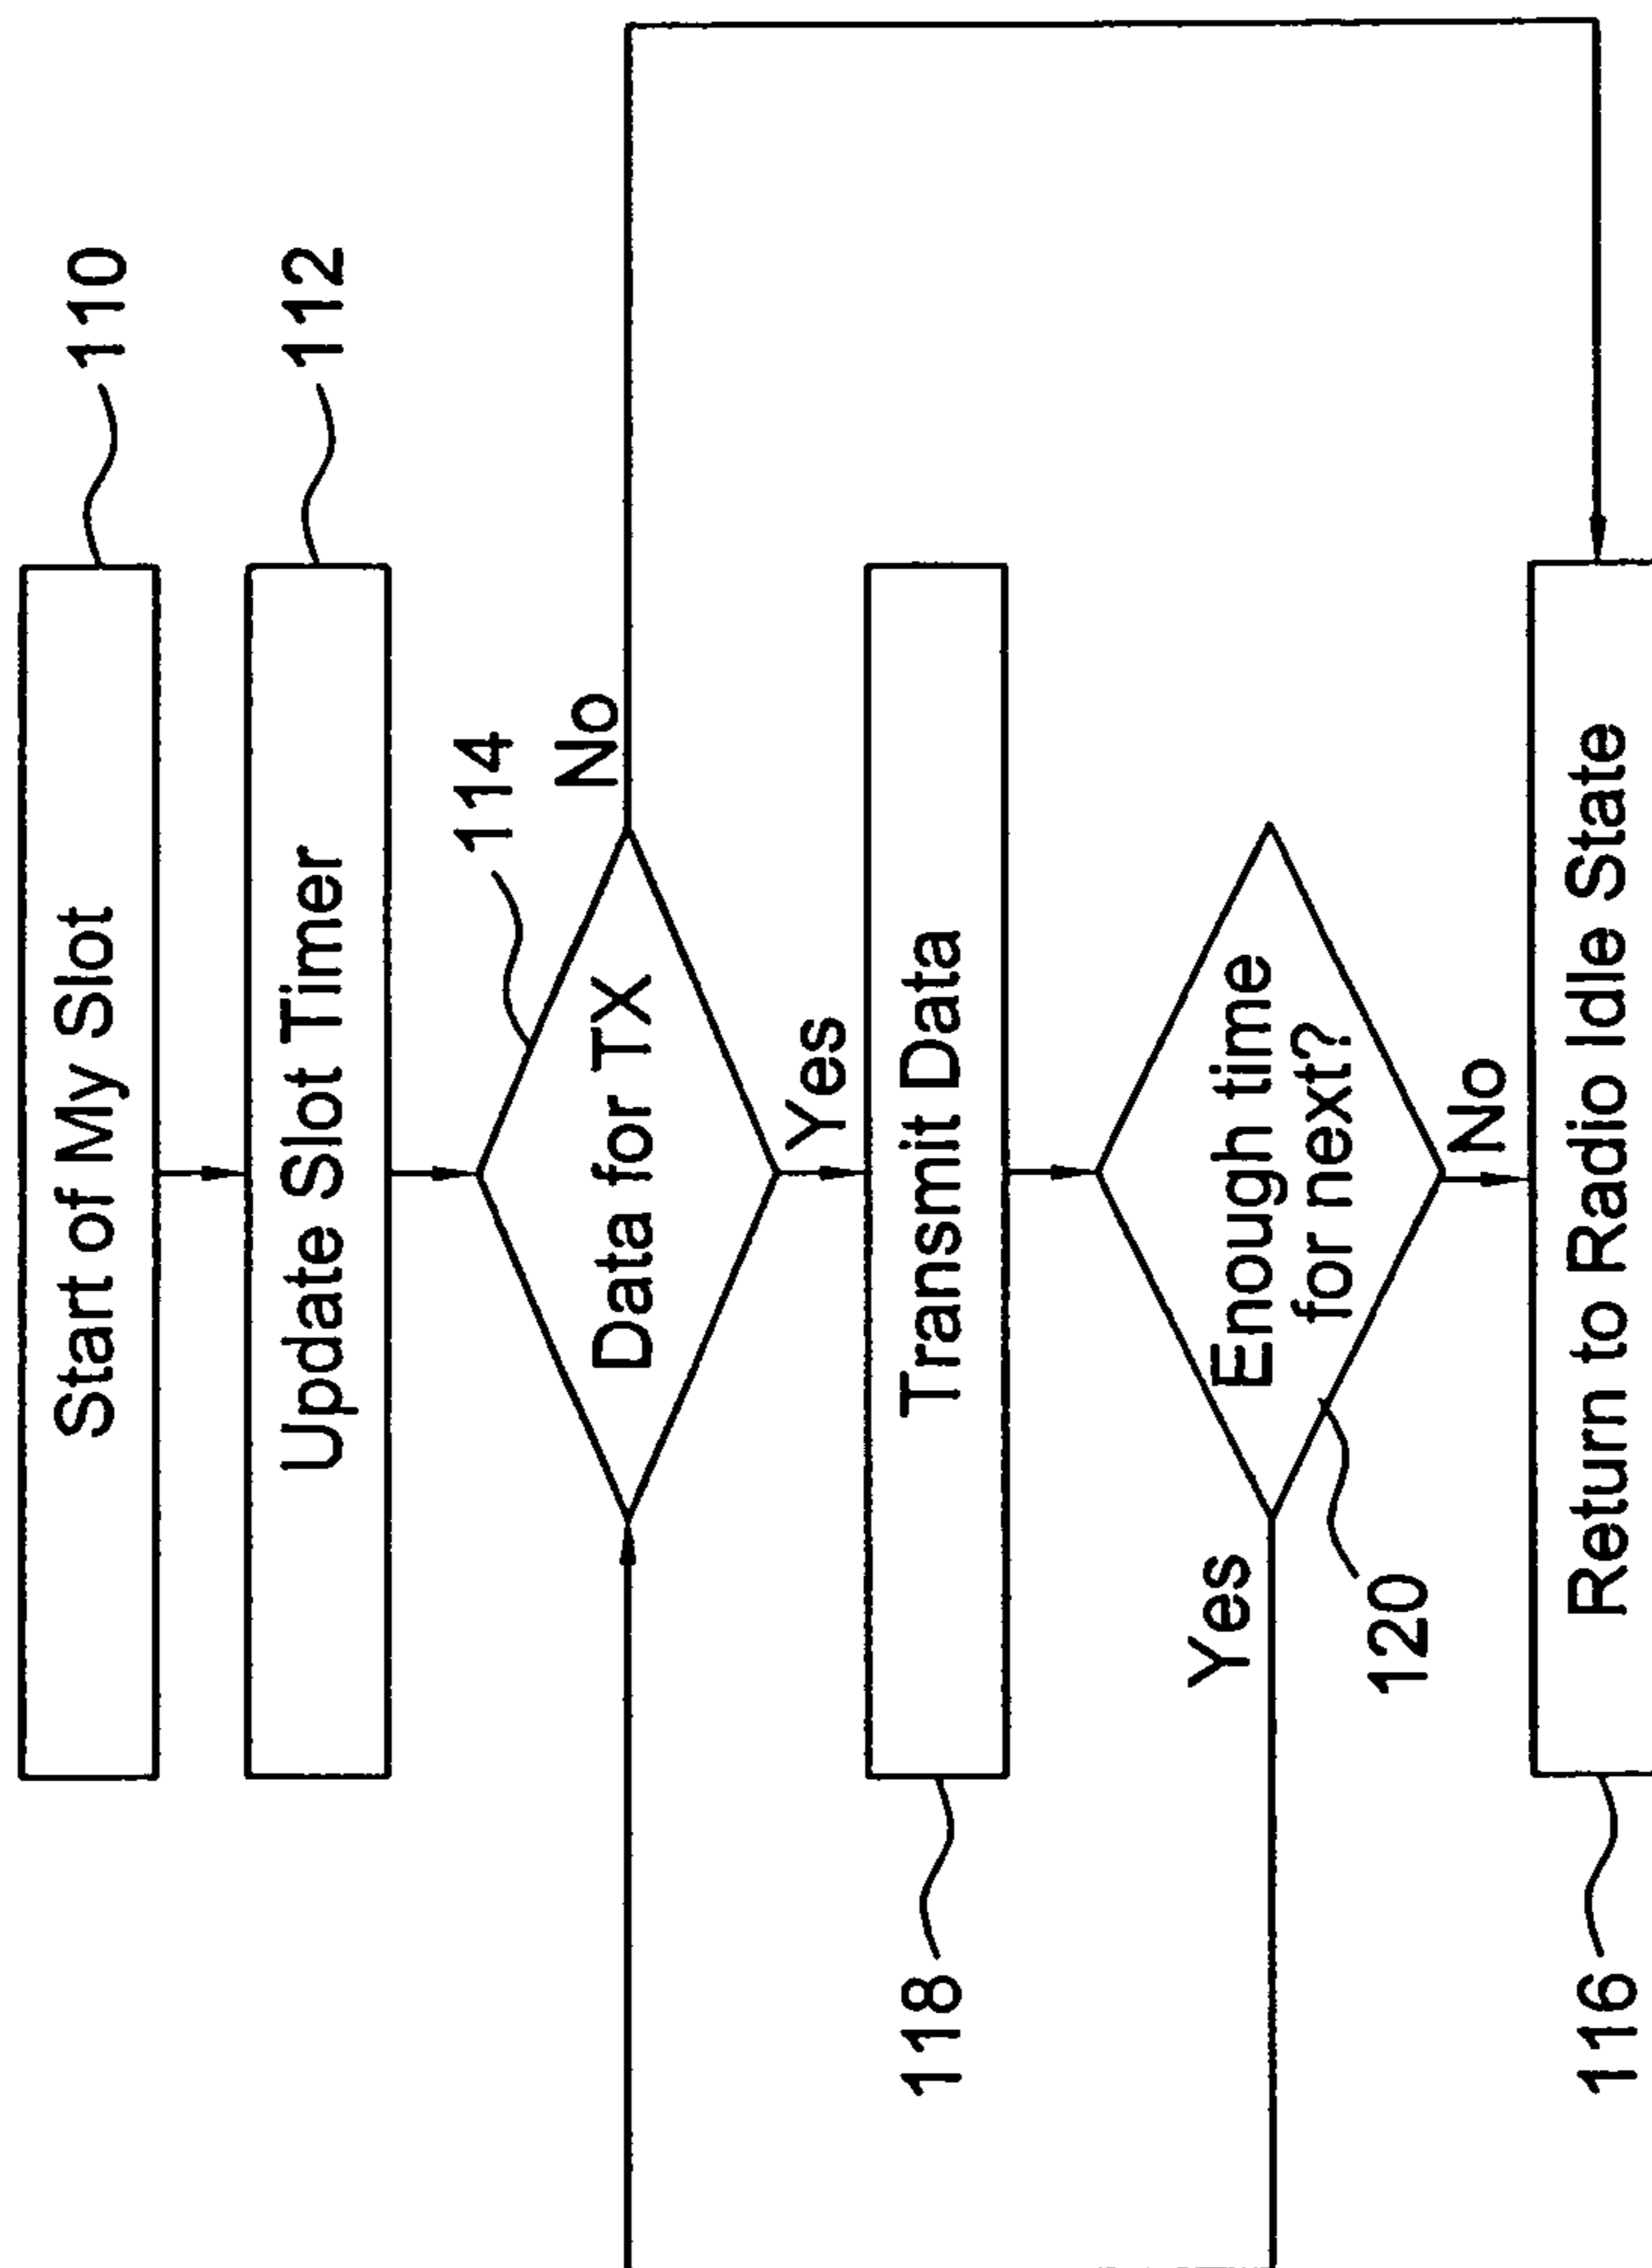 Start of My Slot
110
Update Slot Timer
112
114
Data for TX
No
Yes
Transmit Data
118
Enough time
for next?
Yes
120
No
Return to Radio Idle State
116